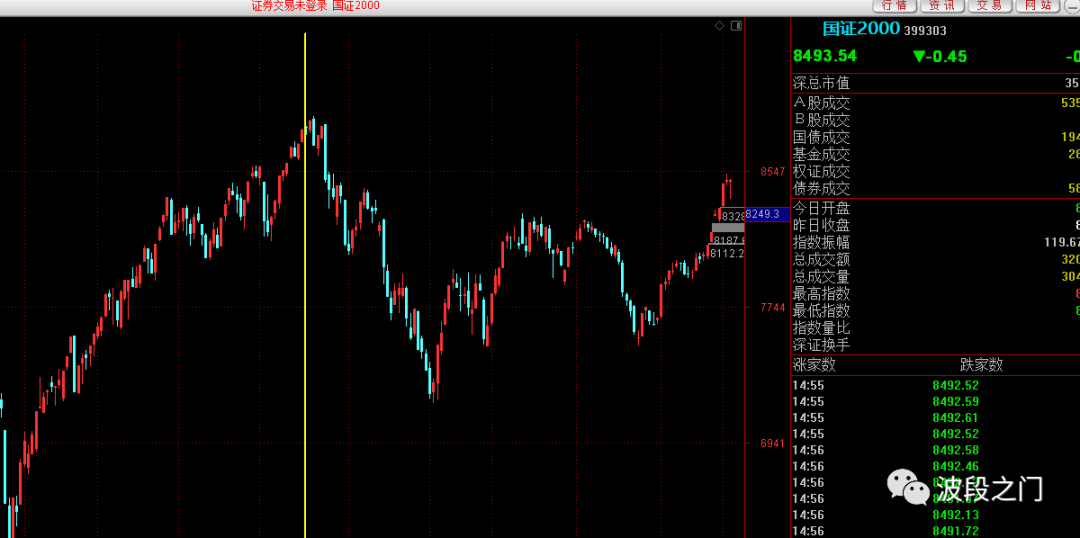 证券交易未登录 国证2000
行情 资讯 交易 网站
国证2000 399303
8493.54 ▼-0.45 -0
深总市值 35
A股成交 535
B股成交
国债成交 194
基金成交 28
权证成交
债券成交 58
今日开盘 8
昨日收盘 8
指数振幅 119.67
总成交额 320
总成交量 304
最高指数 8
最低指数 8
指数量比
深证换手
涨家数 跌家数
14:55 8492.52
14:55 8492.59
14:55 8492.61
14:55 8492.52
14:56 8492.58
14:56 8492.46
14:56
14:56
14:56 8492.13
14:56 8491.72
波段之门
8547
8249.3
8328
8187.6
8112.2
7744
6941